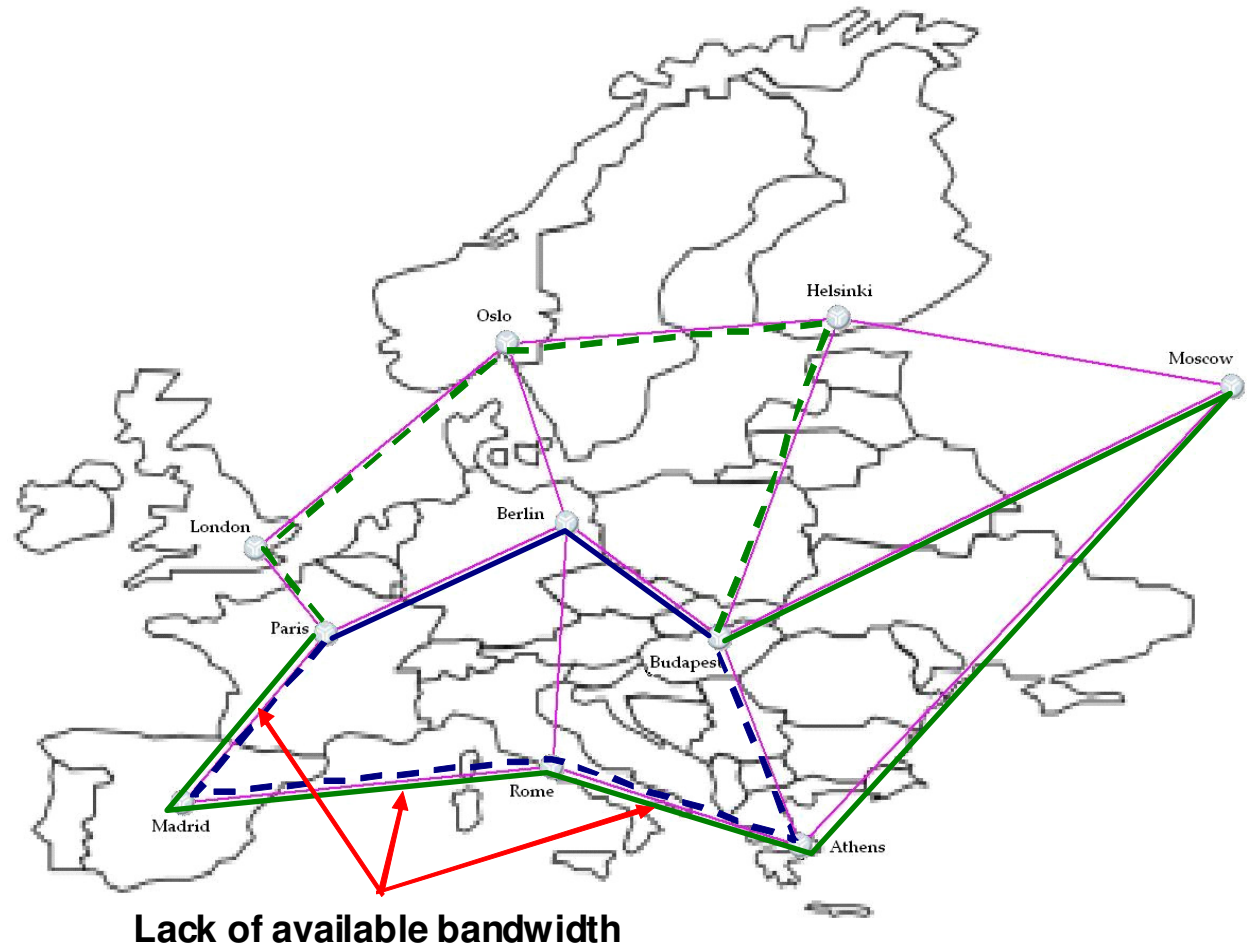 Helsinki
Oslo
Moscow
Berlin
London
Paris
Budapest
Rome
Madrid
Athens
Lack of available bandwidth